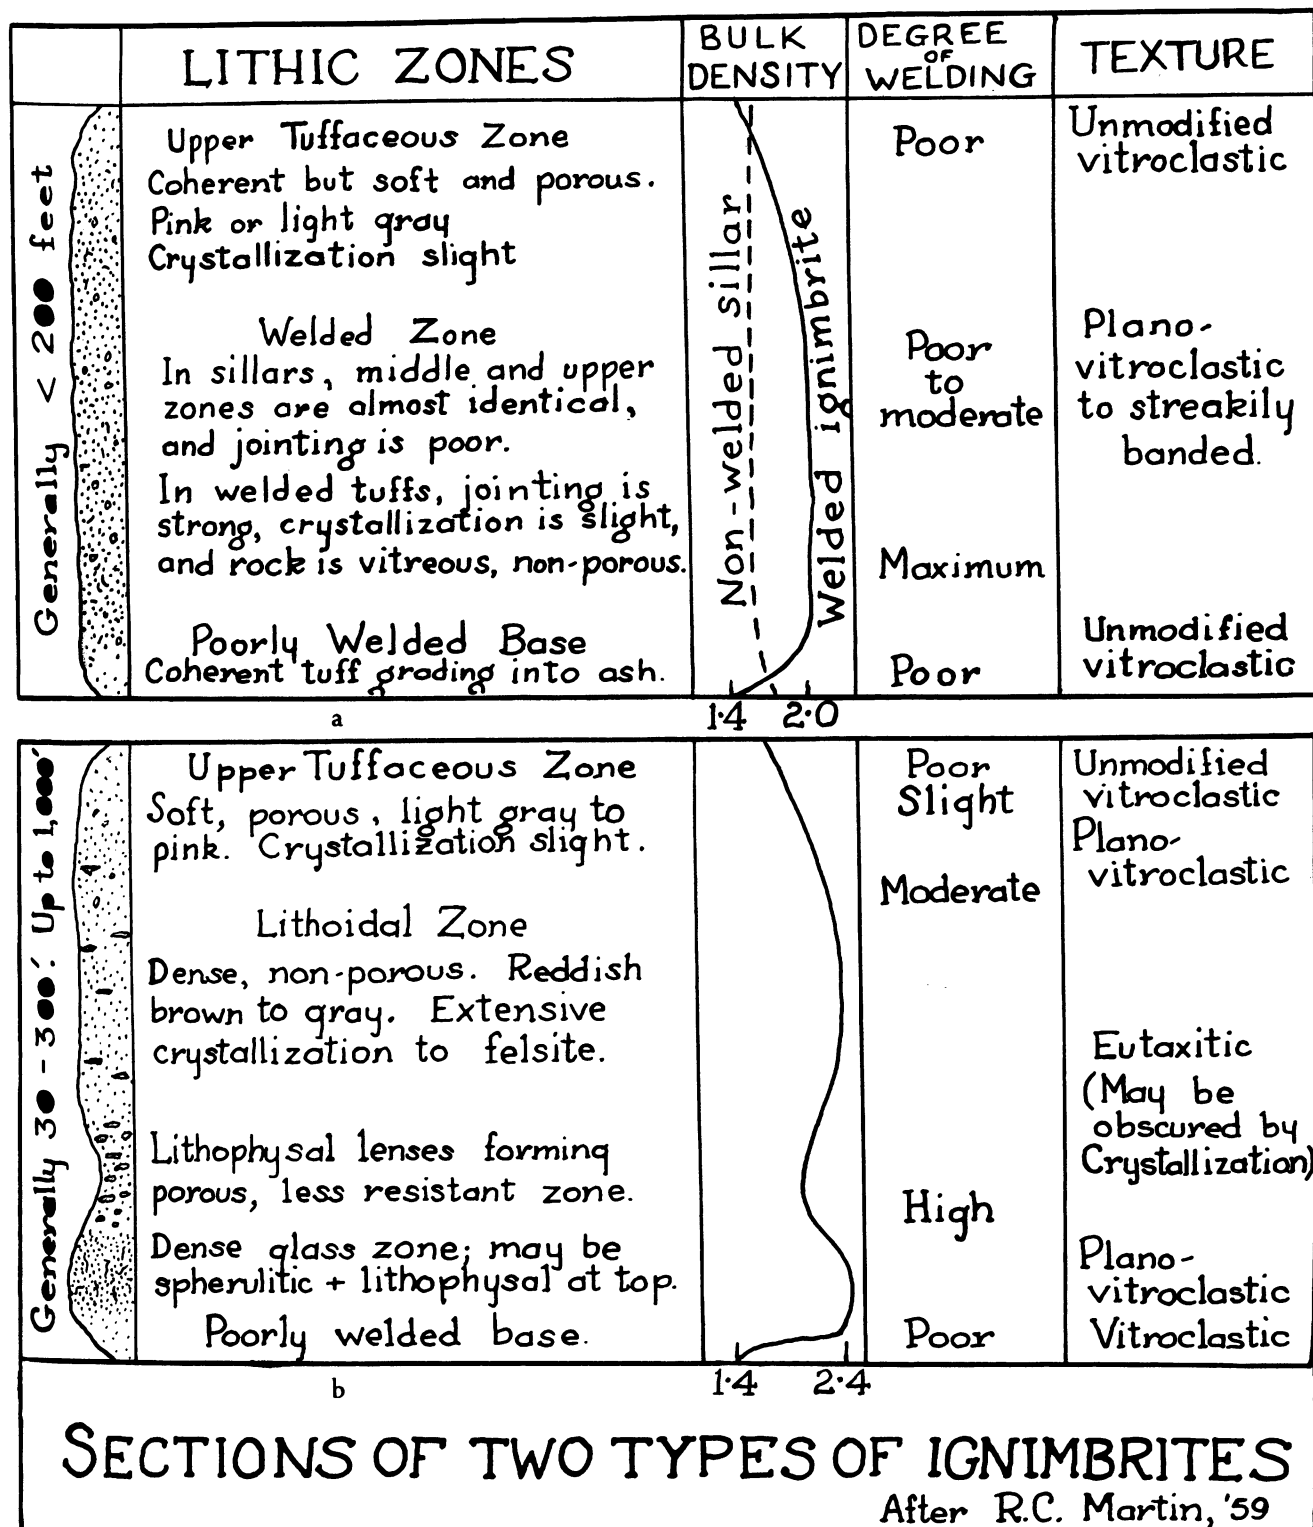 LITHIC ZONES
BULK
DENSITY
DEGREE
OF
WELDING
TEXTURE
Generally < 200 feet
Upper Tuffaceous Zone
Coherent but soft and porous.
Pink or light gray
Crystallization slight
Welded Zone
In sillars, middle and upper
zones are almost identical,
and jointing is poor.
In welded tuffs, jointing is
strong, crystallization is slight,
and rock is vitreous, non-porous.
Poorly Welded Base
Coherent tuff grading into ash.
Non-welded sillar
Welded ignimbrite
1·4 2·0
Poor
Poor
to
moderate
Maximum
Poor
Unmodified
vitroclastic
Plano-
vitroclastic
to streakily
banded.
Unmodified
vitroclastic
a
Generally 30-300'. Up to 1,000'
Upper Tuffaceous Zone
Soft, porous, light gray to
pink. Crystallization slight.
Lithoidal Zone
Dense, non-porous. Reddish
brown to gray. Extensive
crystallization to felsite.
Lithophysal lenses forming
porous, less resistant zone.
Dense glass zone; may be
spherulitic + lithophysal at top.
Poorly welded base.
1·4 2·4
Poor
Slight
Moderate
High
Poor
Unmodified
vitroclastic
Plano-
vitroclastic
Eutaxitic
(May be
obscured by
Crystallization)
Plano-
vitroclastic
Vitroclastic
b
SECTIONS OF TWO TYPES OF IGNIMBRITES
After R.C. Martin, '59